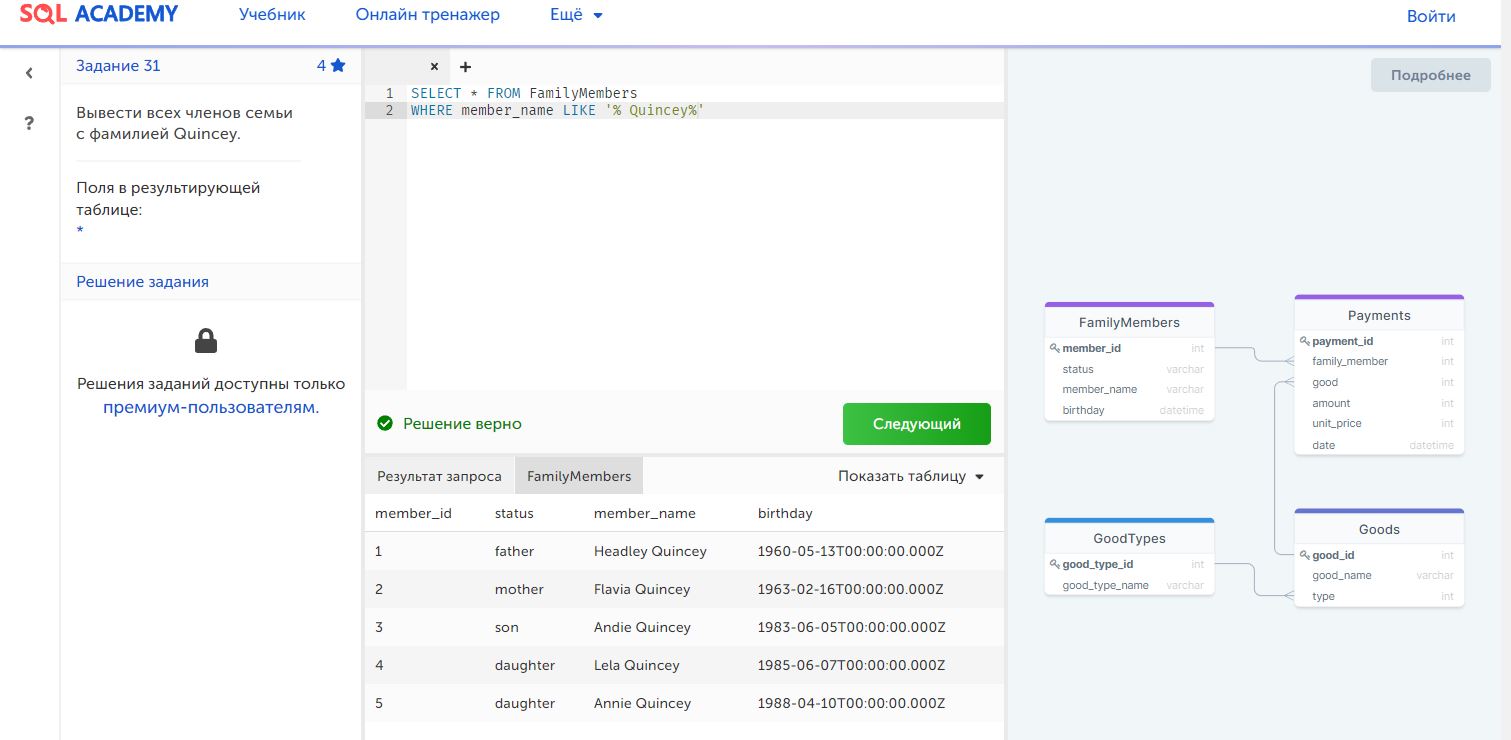 SQL ACADEMY
Учебник
Онлайн тренажер
Ещё
Войти
Задание 31
4
Вывести всех членов семьи
с фамилией Quincey.
Поля в результирующей
таблице:
*
Решение задания
Решения заданий доступны только
премиум-пользователям.
? 
× +
1 SELECT * FROM FamilyMembers
2 WHERE member_name LIKE '% Quincey%'
Решение верно
Следующий
Результат запроса
FamilyMembers
Показать таблицу
member_id status member_name birthday
1 father Headley Quincey 1960-05-13T00:00:00.000Z
2 mother Flavia Quincey 1963-02-16T00:00:00.000Z
3 son Andie Quincey 1983-06-05T00:00:00.000Z
4 daughter Lela Quincey 1985-06-07T00:00:00.000Z
5 daughter Annie Quincey 1988-04-10T00:00:00.000Z
Подробнее
FamilyMembers
member_id int
status varchar
member_name varchar
birthday datetime
Payments
payment_id int
family_member int
good int
amount int
unit_price int
date datetime
GoodTypes
good_type_id int
good_type_name varchar
Goods
good_id int
good_name varchar
type int